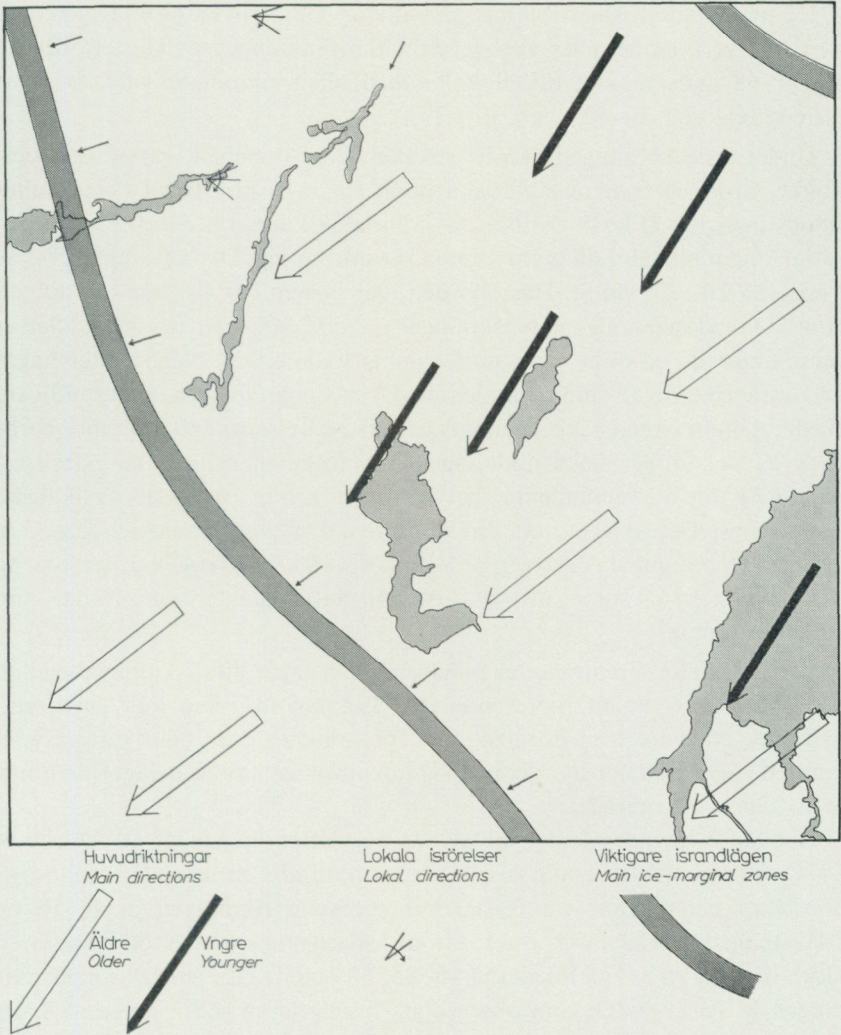 Huvudriktningar
Main directions
Lokala isrörelser
Lokal directions
Viktigare israndlägen
Main ice-marginal zones
Äldre
Older
Yngre
Younger